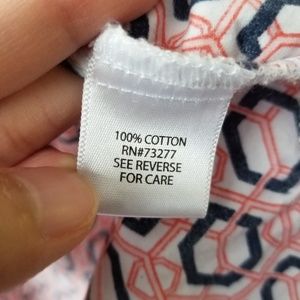 100% COTTON
RN#73277
SEE REVERSE
FOR CARE